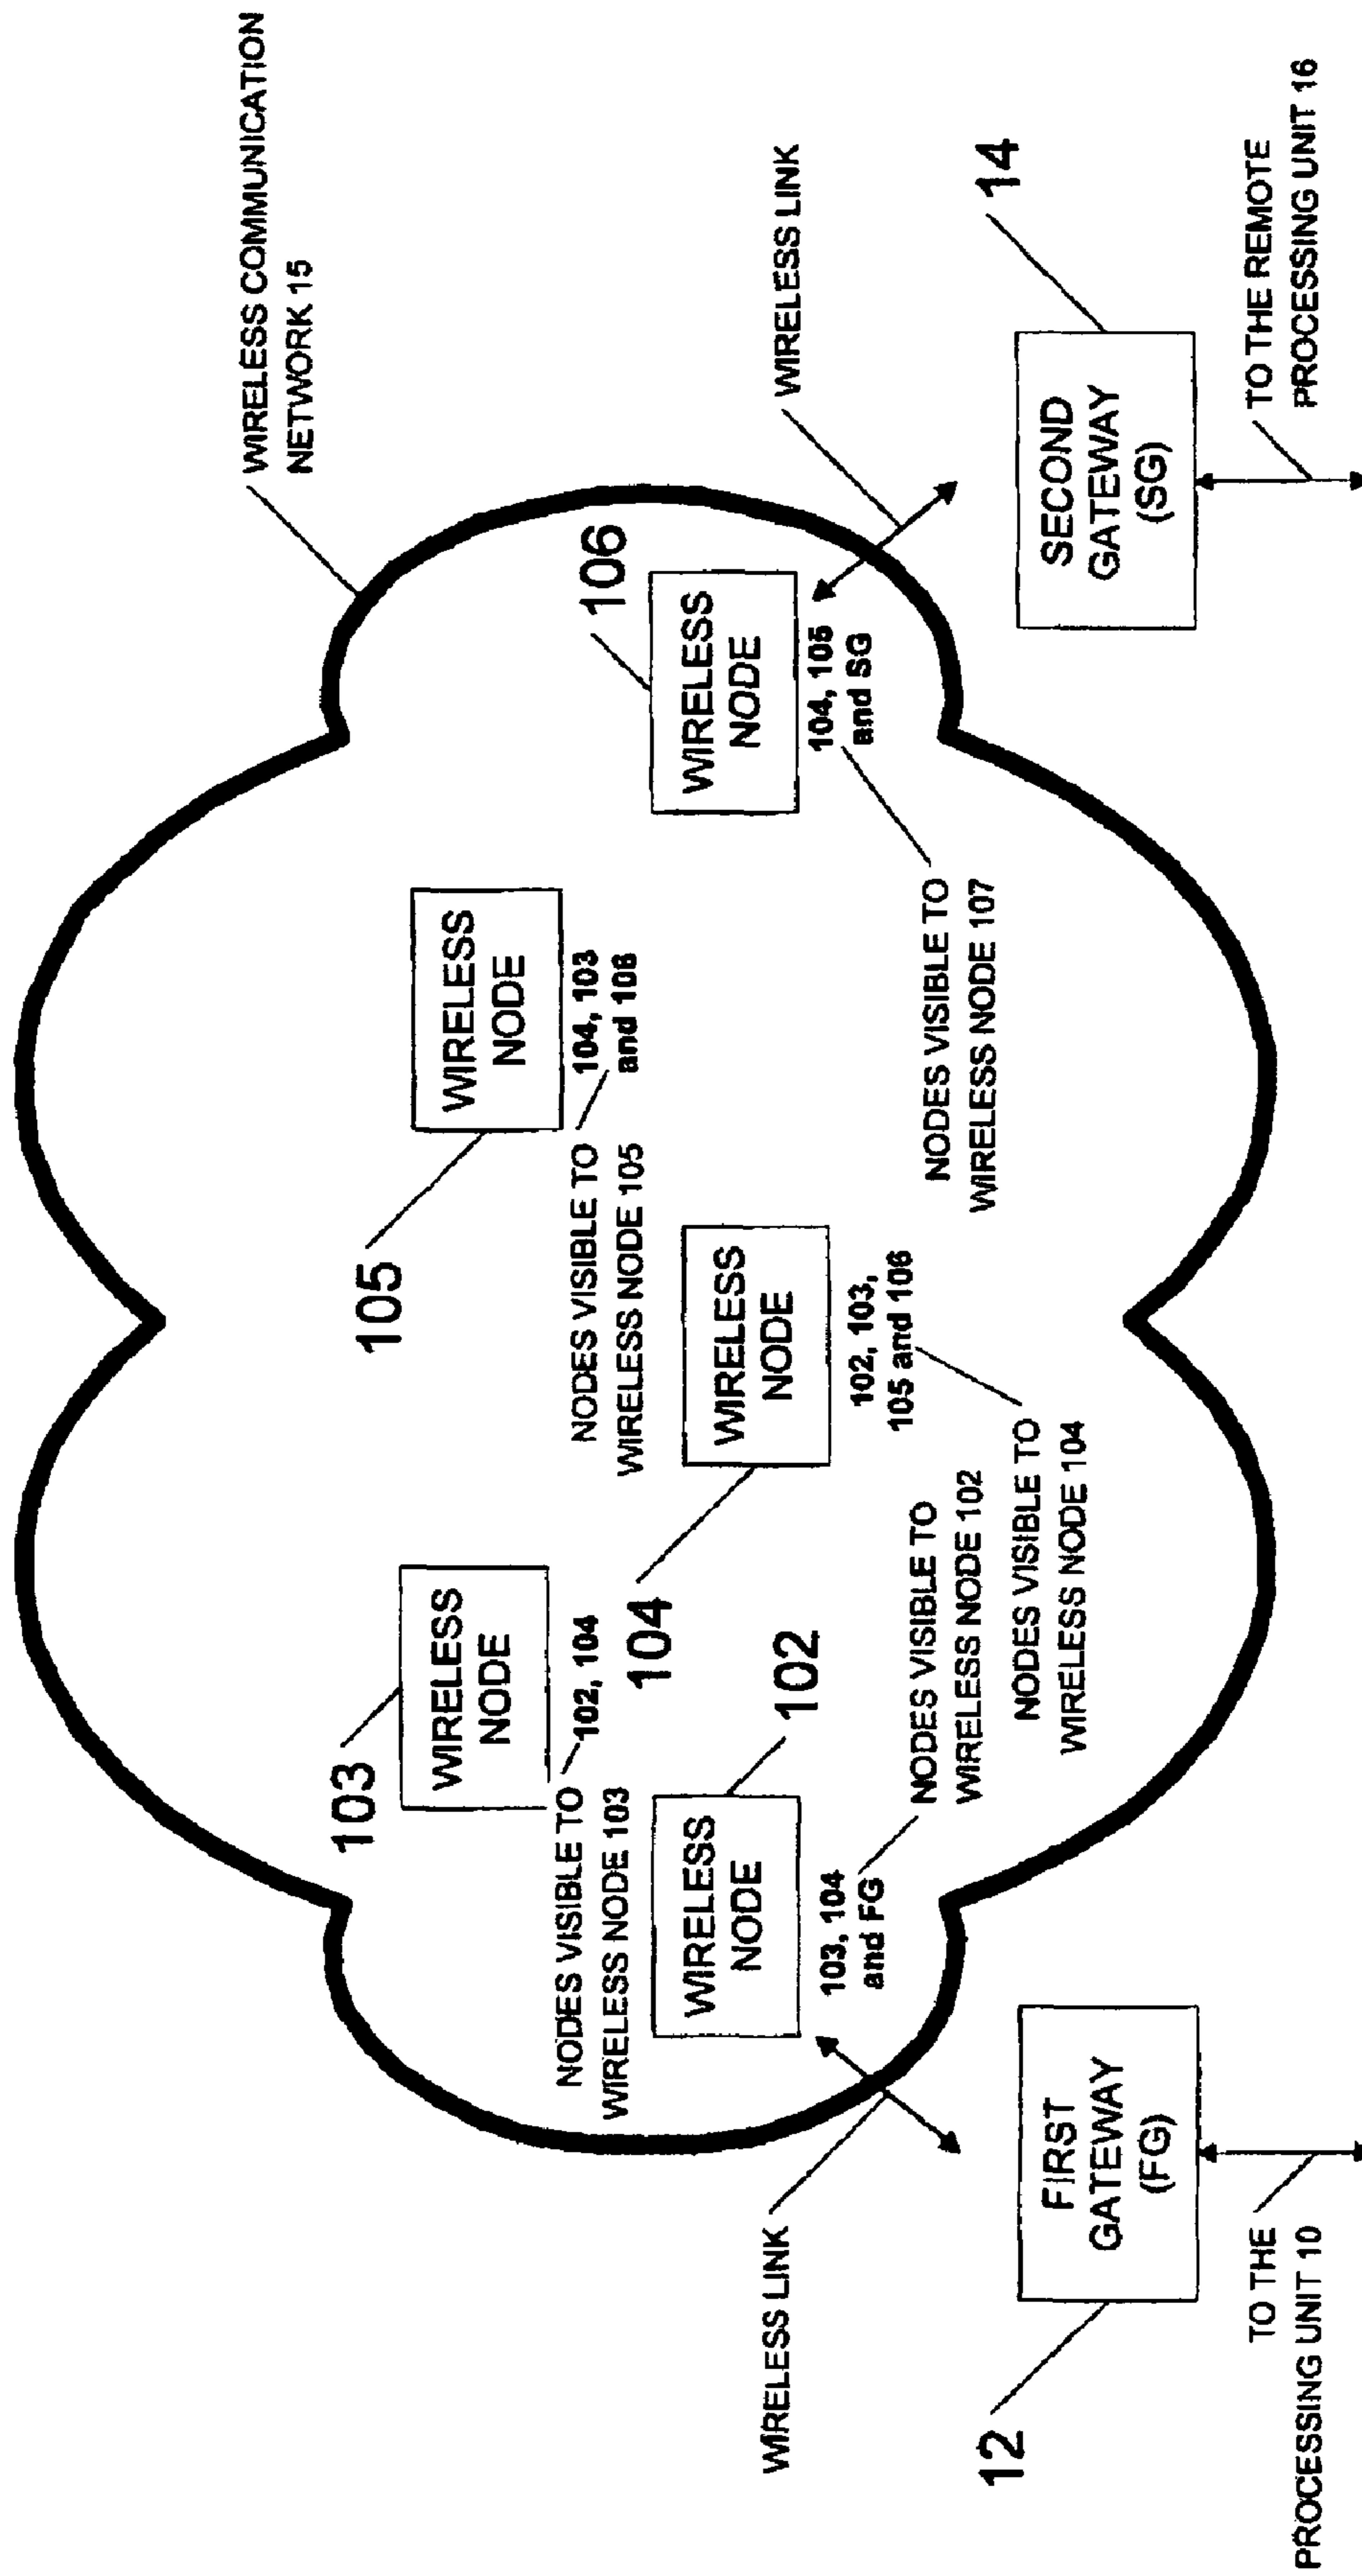 WIRELESS COMMUNICATION
NETWORK 15
103
WIRELESS
NODE
NODES VISIBLE TO
WIRELESS NODE 103
102, 104
105
WIRELESS
NODE
104, 103
and 106
NODES VISIBLE TO
WIRELESS NODE 105
106
WIRELESS
NODE
104, 105
and SG
NODES VISIBLE TO
WIRELESS NODE 107
104
WIRELESS
NODE
102, 103,
105 and 106
NODES VISIBLE TO
WIRELESS NODE 104
102
WIRELESS
NODE
103, 104
and FG
NODES VISIBLE TO
WIRELESS NODE 102
WIRELESS LINK
WIRELESS LINK
12
FIRST
GATEWAY
(FG)
TO THE
PROCESSING UNIT 10
14
SECOND
GATEWAY
(SG)
TO THE REMOTE
PROCESSING UNIT 16